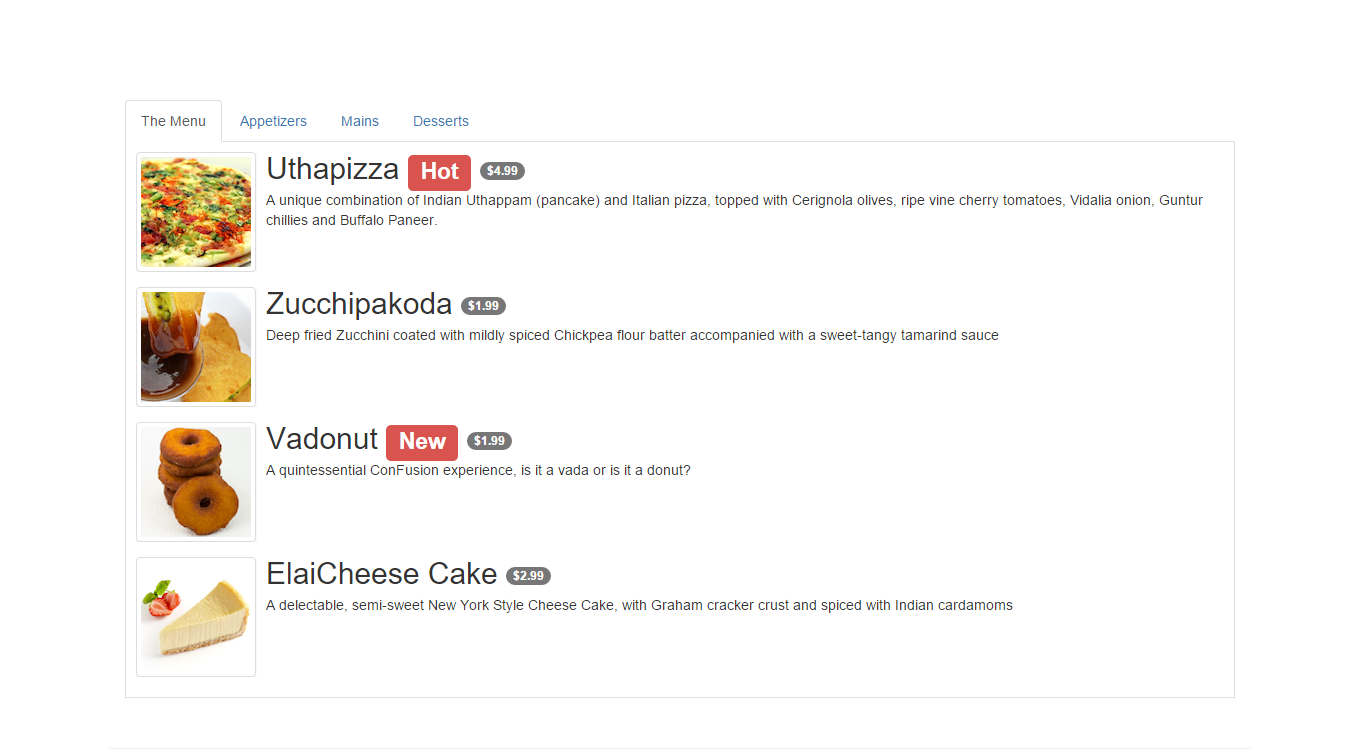 The Menu Appetizers Mains Desserts
Uthapizza Hot $4.99
A unique combination of Indian Uthappam (pancake) and Italian pizza, topped with Cerignola olives, ripe vine cherry tomatoes, Vidalia onion, Guntur
chillies and Buffalo Paneer.
Zucchipakoda $1.99
Deep fried Zucchini coated with mildly spiced Chickpea flour batter accompanied with a sweet-tangy tamarind sauce
Vadonut New $1.99
A quintessential ConFusion experience, is it a vada or is it a donut?
ElaiCheese Cake $2.99
A delectable, semi-sweet New York Style Cheese Cake, with Graham cracker crust and spiced with Indian cardamoms